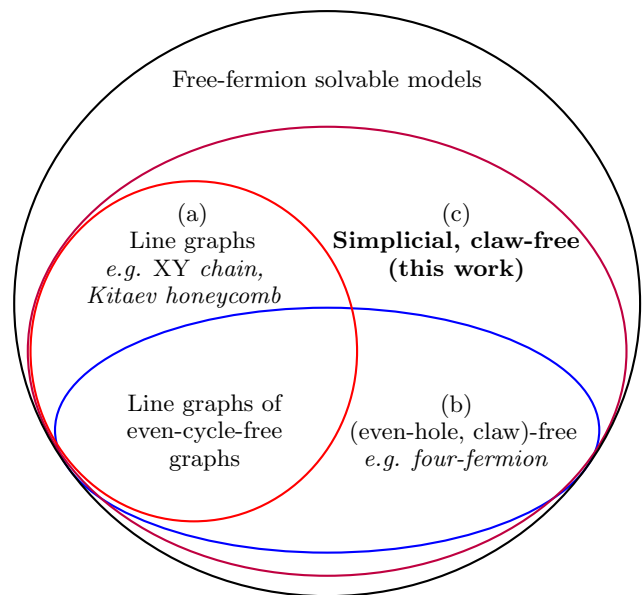 Free-fermion solvable models
(a)
Line graphs
e.g. XY chain,
Kitaev honeycomb
(c)
Simplicial, claw-free
(this work)
Line graphs of
even-cycle-free
graphs
(b)
(even-hole, claw)-free
e.g. four-fermion